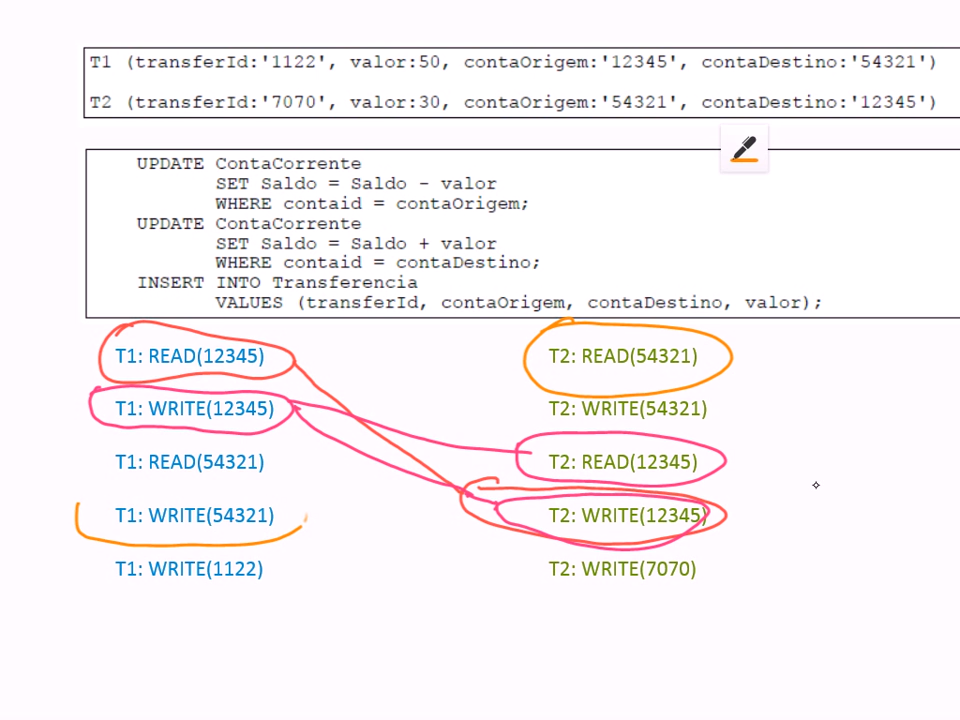 T1 (transferId:'1122', valor:50, contaOrigem:'12345', contaDestino:'54321')
T2 (transferId:'7070', valor:30, contaOrigem:'54321', contaDestino:'12345')
UPDATE ContaCorrente
SET Saldo = Saldo - valor
WHERE contaid = contaOrigem;
UPDATE ContaCorrente
SET Saldo = Saldo + valor
WHERE contaid = contaDestino;
INSERT INTO Transferencia
VALUES (transferId, contaOrigem, contaDestino, valor);
T1: READ(12345)
T1: WRITE(12345)
T1: READ(54321)
T1: WRITE(54321)
T1: WRITE(1122)
T2: READ(54321)
T2: WRITE(54321)
T2: READ(12345)
T2: WRITE(12345)
T2: WRITE(7070)